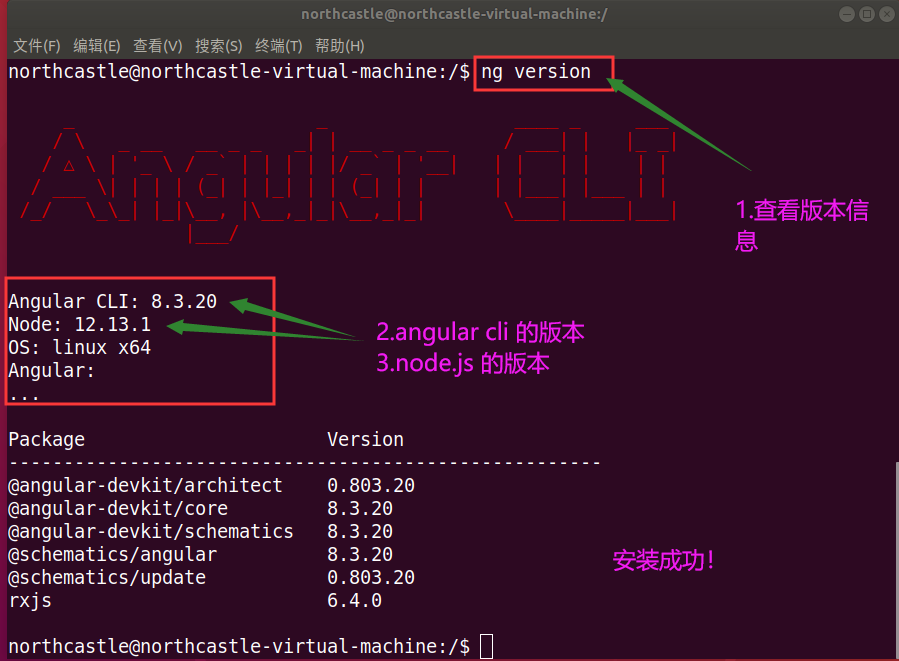 northcastle@northcastle-virtual-machine:/
文件(F) 编辑(E) 查看(V) 搜索(S) 终端(T) 帮助(H)
northcastle@northcastle-virtual-machine:/$ ng version
Angular CLI
1.查看版本信
息
Angular CLI: 8.3.20
Node: 12.13.1
OS: linux x64
Angular:
...
2.angular cli 的版本
3.node.js 的版本
Package Version
------------------------------------------------------
@angular-devkit/architect 0.803.20
@angular-devkit/core 8.3.20
@angular-devkit/schematics 8.3.20
@schematics/angular 8.3.20
@schematics/update 0.803.20
rxjs 6.4.0
安装成功!
northcastle@northcastle-virtual-machine:/$